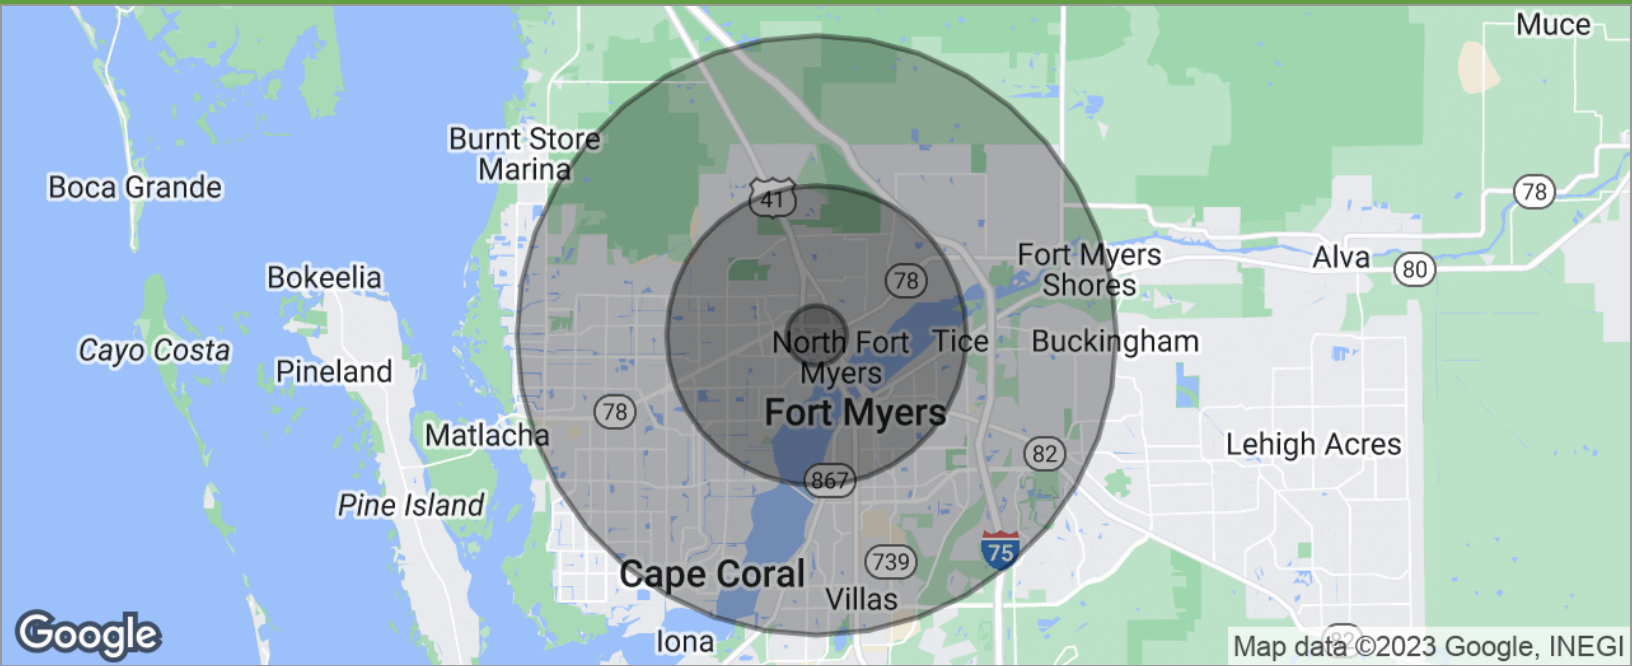 Muce
Burnt Store
Marina
Boca Grande
41
78
Fort Myers
Shores
Alva
80
Bokeelia
78
Cayo Costa
Pineland
North Fort
Myers
Tice
Buckingham
78
Fort Myers
Matlacha
82
Lehigh Acres
867
Pine Island
75
739
Cape Coral
Villas
Google
Iona
82
Map data ©2023 Google, INEGI